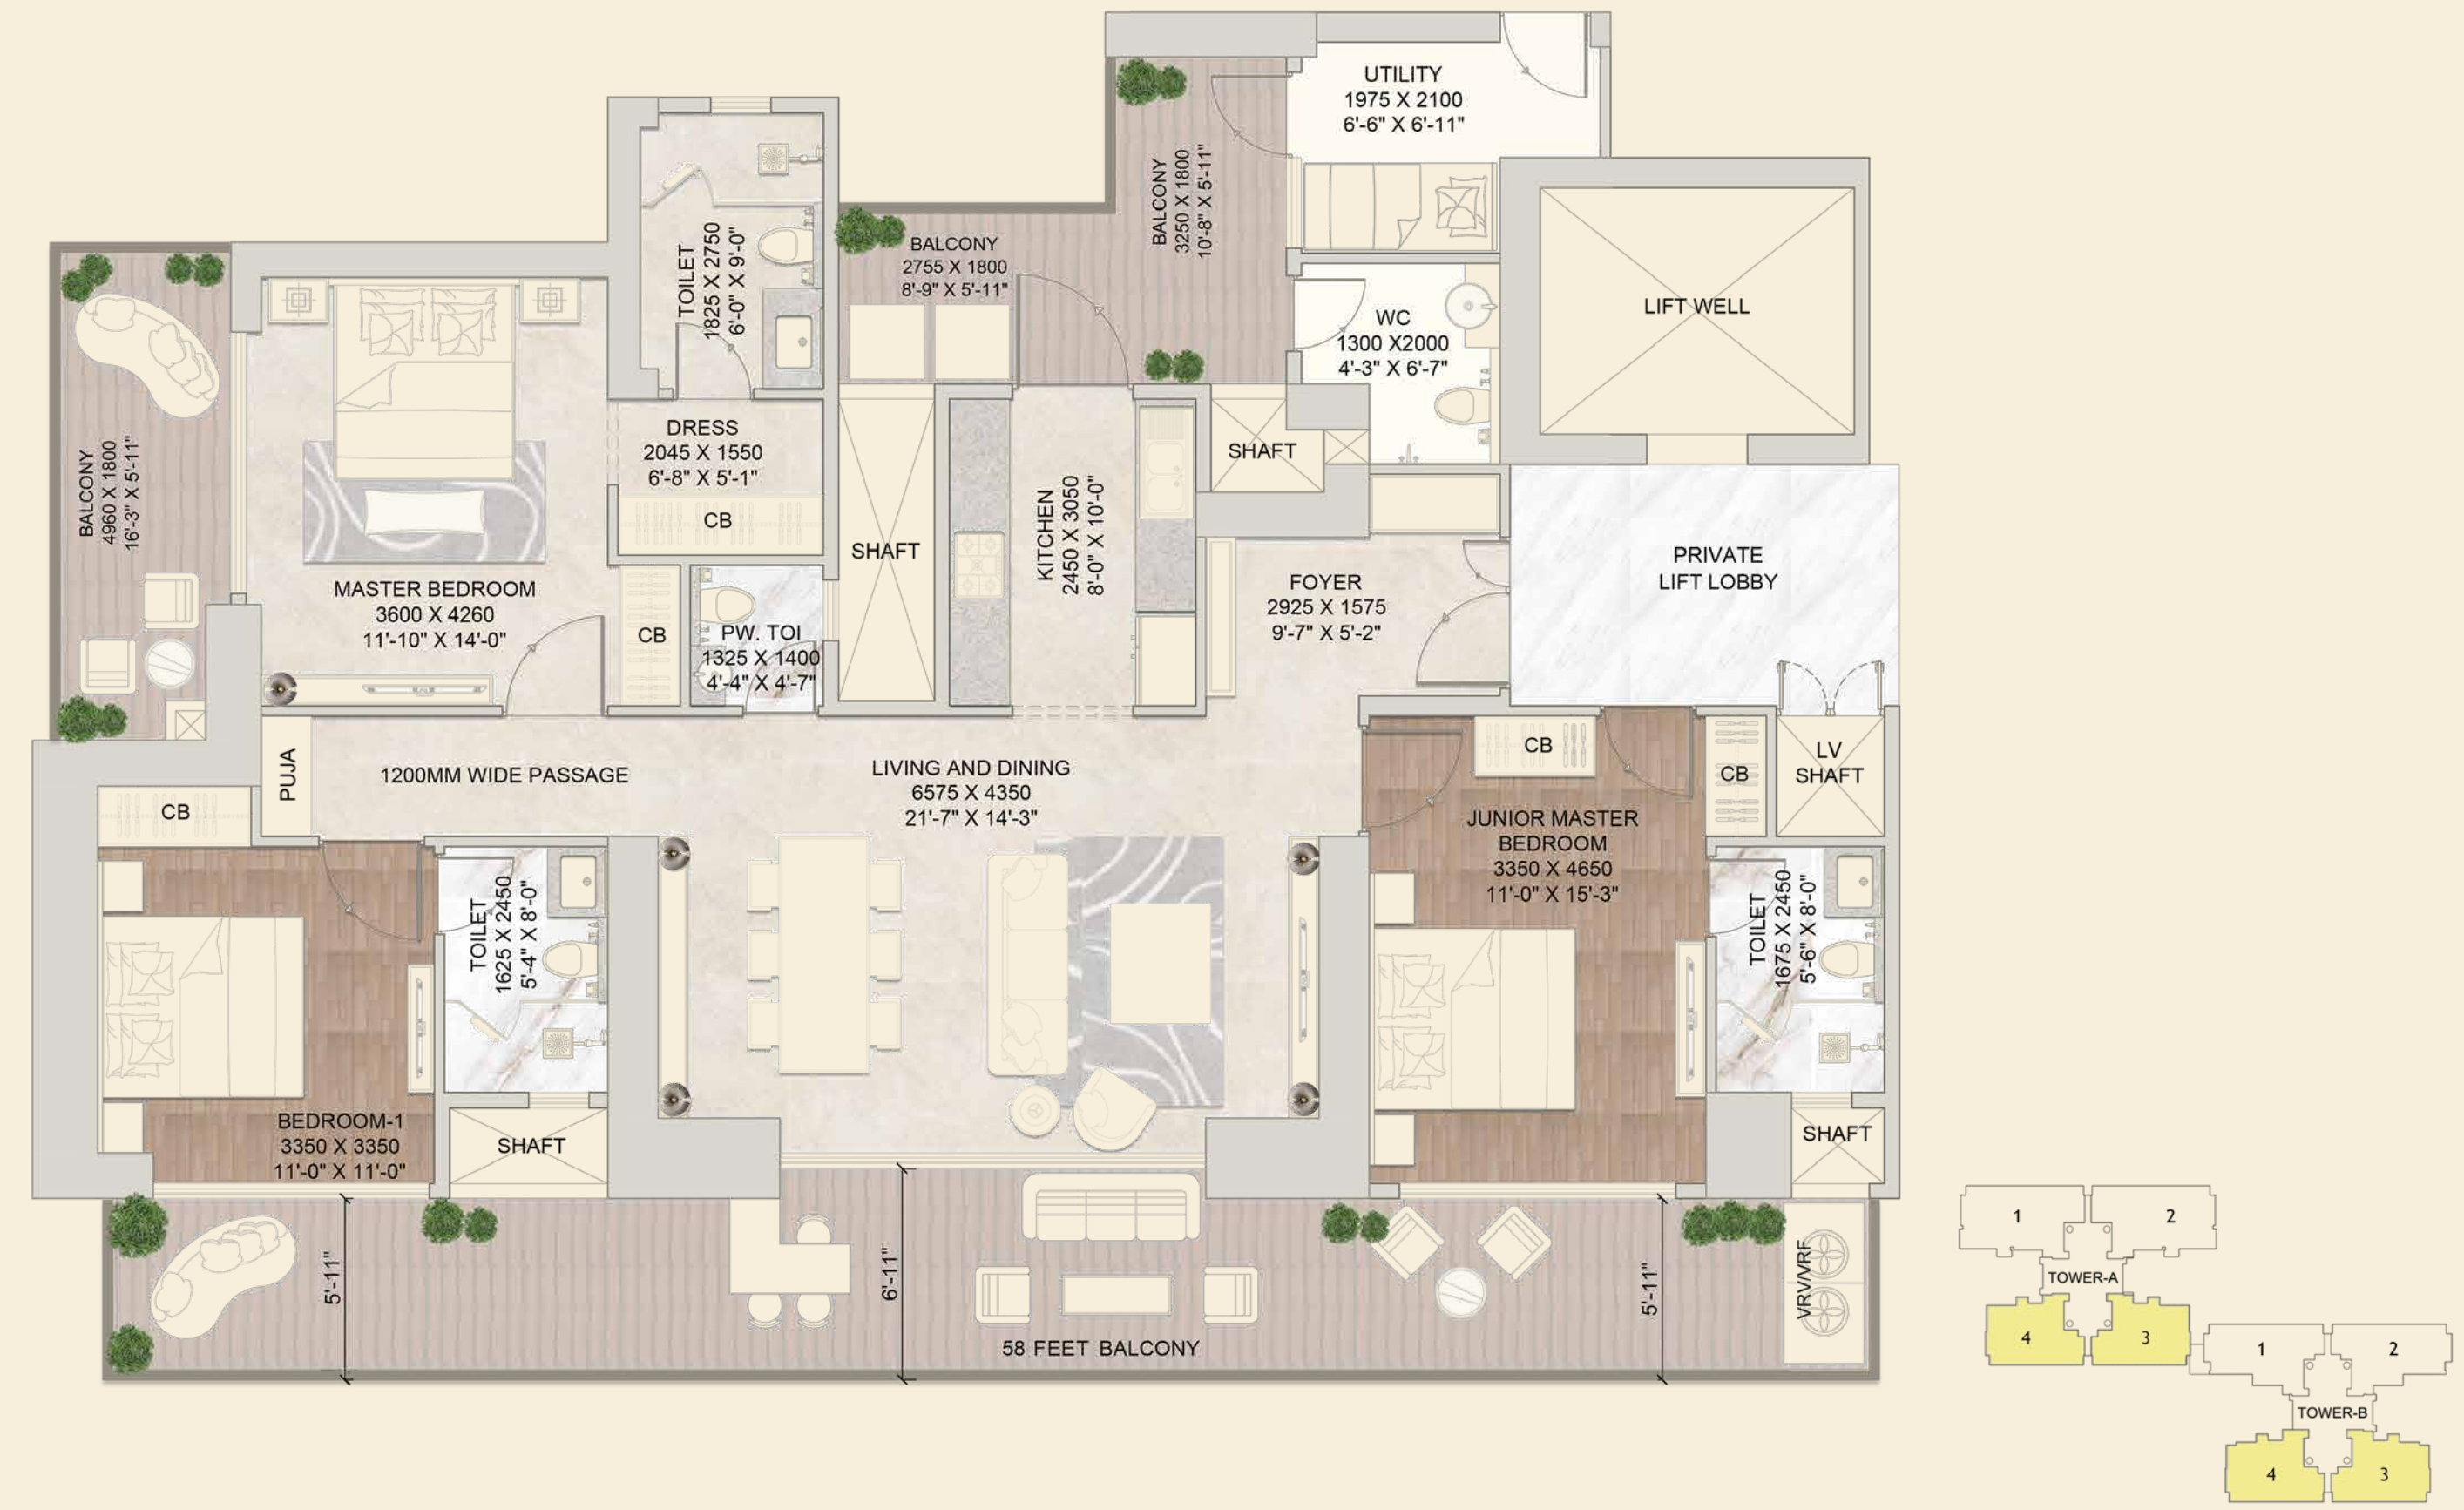 UTILITY
1975 X 2100
6'-6" X 6'-11"
BALCONY
3250 X 1800
10'-8" X 5'-11"
TOILET
1825 X 2750
6'-0" X 9'-0"
BALCONY
2755 X 1800
8'-9" X 5'-11"
WC
1300 X2000
4'-3" X 6'-7"
LIFT WELL
BALCONY
4960 X 1800
16'-3" X 5'-11"
DRESS
2045 X 1550
6'-8" X 5'-1"
CB
SHAFT
SHAFT
KITCHEN
2450 X 3050
8'-0" X 10'-0"
MASTER BEDROOM
3600 X 4260
11'-10" X 14'-0"
CB
PW. TOI
1325 X 1400
4'-4" X 4'-7"
FOYER
2925 X 1575
9'-7" X 5'-2"
PRIVATE
LIFT LOBBY
PUJA
1200MM WIDE PASSAGE
LIVING AND DINING
6575 X 4350
21'-7" X 14'-3"
CB
CB
LV
SHAFT
CB
JUNIOR MASTER
BEDROOM
3350 X 4650
11'-0" X 15'-3"
TOILET
1625 X 2450
5'-4" X 8'-0"
TOILET
1675 X 2450
5'-6" X 8'-0"
BEDROOM-1
3350 X 3350
11'-0" X 11'-0"
SHAFT
SHAFT
5'-11"
6'-11"
5'-11"
VRV/VRF
58 FEET BALCONY
1
2
TOWER-A
4
3
1
2
TOWER-B
4
3